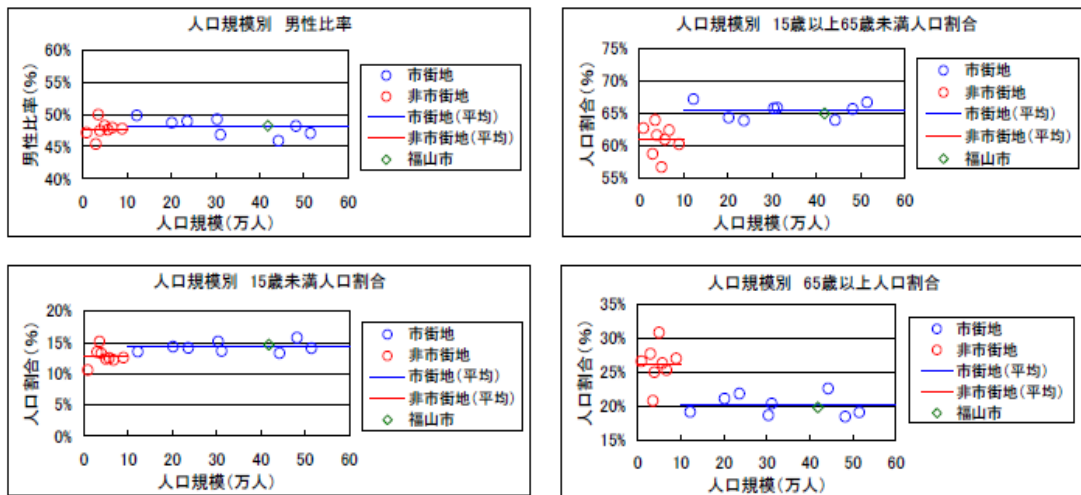 人口規模別 男性比率
60%
55%
50%
45%
40%
男性比率(%)
0 10 20 30 40 50 60
人口規模(万人)
市街地
非市街地
市街地(平均)
非市街地(平均)
福山市
人口規模別 15歳以上65歳未満人口割合
75%
70%
65%
60%
55%
人口割合(%)
0 10 20 30 40 50 60
人口規模(万人)
市街地
非市街地
市街地(平均)
非市街地(平均)
福山市
人口規模別 15歳未満人口割合
20%
15%
10%
5%
0%
人口割合(%)
0 10 20 30 40 50 60
人口規模(万人)
市街地
非市街地
市街地(平均)
非市街地(平均)
福山市
人口規模別 65歳以上人口割合
35%
30%
25%
20%
15%
人口割合(%)
0 10 20 30 40 50 60
人口規模(万人)
市街地
非市街地
市街地(平均)
非市街地(平均)
福山市